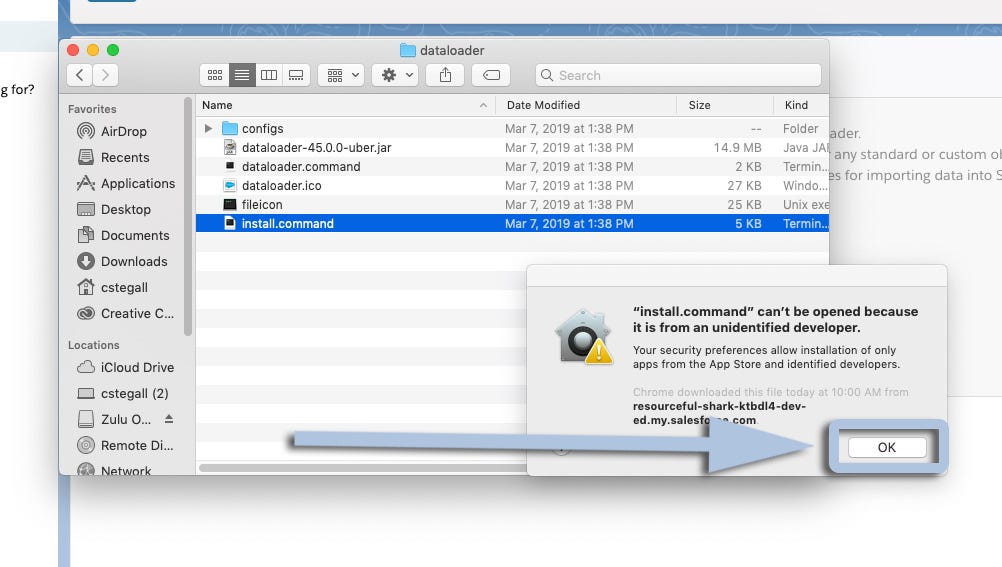 dataloader
Search
g for?
Favorites
AirDrop
Recents
Applications
Desktop
Documents
Downloads
cstegall
Creative C...
Locations
iCloud Drive
cstegall (2)
Zulu O...
Remote Di...
Network
Name Date Modified Size Kind
configs Mar 7, 2019 at 1:38 PM -- Folder
dataloader-45.0.0-uber.jar Mar 7, 2019 at 1:38 PM 14.9 MB Java JA
dataloader.command Mar 7, 2019 at 1:38 PM 2 KB Termin...
dataloader.ico Mar 7, 2019 at 1:38 PM 27 KB Windo...
fileicon Mar 7, 2019 at 1:38 PM 25 KB Unix exe
install.command Mar 7, 2019 at 1:38 PM 5 KB Termin...
ader.
any standard or custom ob
es for importing data into S
“install.command” can’t be opened because
it is from an unidentified developer.
Your security preferences allow installation of only
apps from the App Store and identified developers.
Chrome downloaded this file today at 10:00 AM from
resourceful-shark-ktbdl4-dev-
ed.my.salesforce.com.
OK